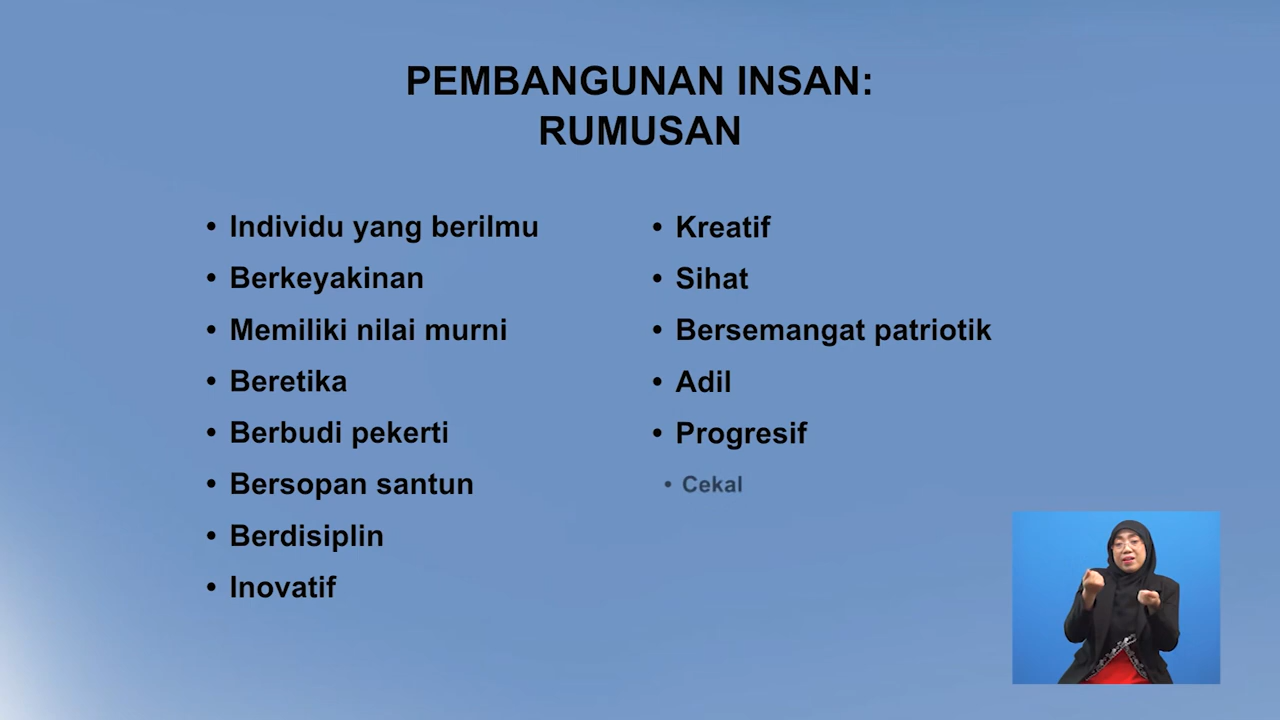 PEMBANGUNAN INSAN:
RUMUSAN
• Individu yang berilmu
• Berkeyakinan
• Memiliki nilai murni
• Beretika
• Berbudi pekerti
• Bersopan santun
• Berdisiplin
• Inovatif
• Kreatif
• Sihat
• Bersemangat patriotik
• Adil
• Progresif
• Cekal